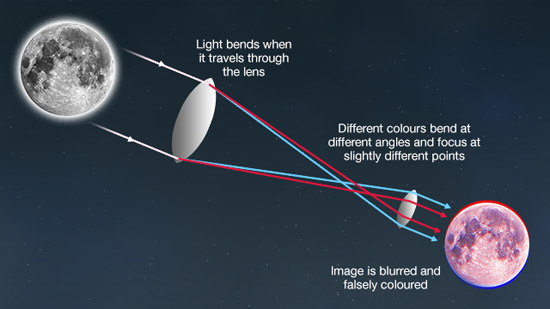 Light bends when
it travels through
the lens
Different colours bend at
different angles and focus at
slightly different points
Image is blurred and
falsely coloured